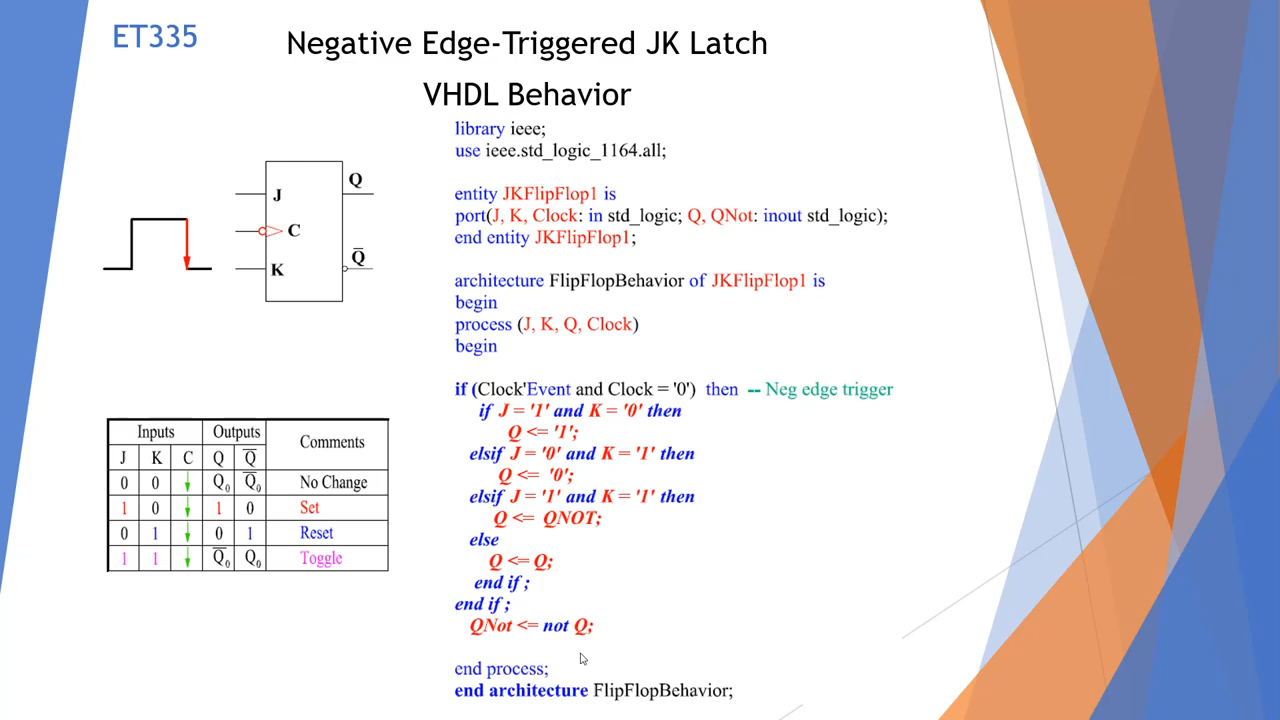 ET335
Negative Edge-Triggered JK Latch
VHDL Behavior
J
C
K
Q
Q̅
Inputs Outputs Comments
J K C Q Q̅
0 0 ↓ Q₀ Q̅₀ No Change
1 0 ↓ 1 0 Set
0 1 ↓ 0 1 Reset
1 1 ↓ Q̅₀ Q₀ Toggle
library ieee;
use ieee.std_logic_1164.all;
entity JKFlipFlop1 is
port(J, K, Clock: in std_logic; Q, QNot: inout std_logic);
end entity JKFlipFlop1;
architecture FlipFlopBehavior of JKFlipFlop1 is
begin
process (J, K, Q, Clock)
begin
if (Clock'Event and Clock = '0') then -- Neg edge trigger
if J = '1' and K = '0' then
Q <= '1';
elsif J = '0' and K = '1' then
Q <= '0';
elsif J = '1' and K = '1' then
Q <= QNOT;
else
Q <= Q;
end if ;
end if ;
QNot <= not Q;
end process;
end architecture FlipFlopBehavior;